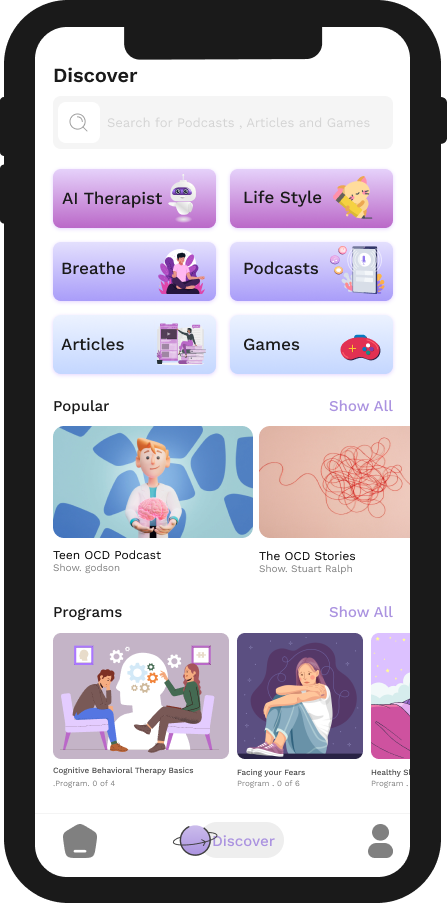 Discover
Search for Podcasts , Articles and Games
AI Therapist
Life Style
Breathe
Podcasts
Articles
Games
Popular
Show All
Teen OCD Podcast
Show. godson
The OCD Stories
Show. Stuart Ralph
Programs
Show All
Cognitive Behavioral Therapy Basics
.Program. 0 of 4
Facing your Fears
Program . 0 of 6
Healthy
Program .
Discover